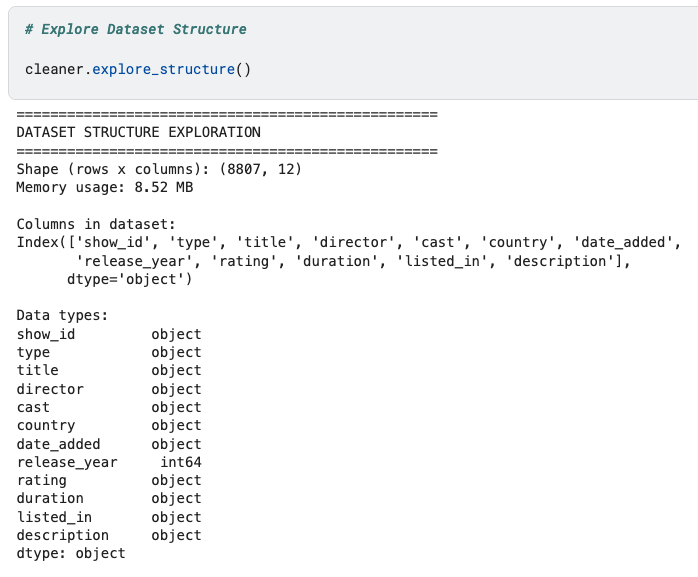 # Explore Dataset Structure
cleaner.explore_structure()
==================================================
DATASET STRUCTURE EXPLORATION
==================================================
Shape (rows x columns): (8807, 12)
Memory usage: 8.52 MB
Columns in dataset:
Index(['show_id', 'type', 'title', 'director', 'cast', 'country', 'date_added',
       'release_year', 'rating', 'duration', 'listed_in', 'description'],
      dtype='object')
Data types:
show_id         object
type            object
title           object
director        object
cast            object
country         object
date_added      object
release_year     int64
rating          object
duration        object
listed_in       object
description     object
dtype: object